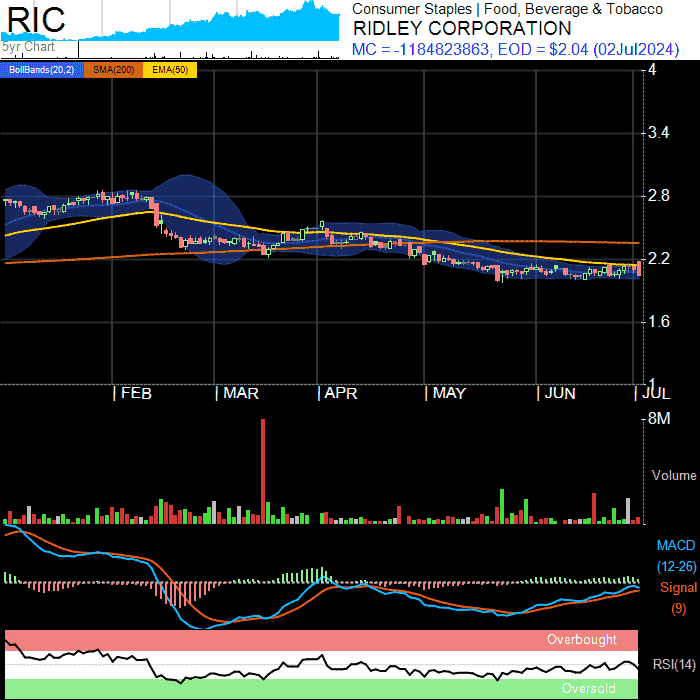 RIC
5yr Chart
Consumer Staples | Food, Beverage & Tobacco
RIDLEY CORPORATION
MC = -1184823863, EOD = $2.04 (02Jul2024)
BollBands(20,2) SMA(200) EMA(50)
4
3.4
2.8
2.2
1.6
1
FEB MAR APR MAY JUN JUL
8M
Volume
MACD
(12-26)
Signal
(9)
Overbought
RSI(14)
Oversold